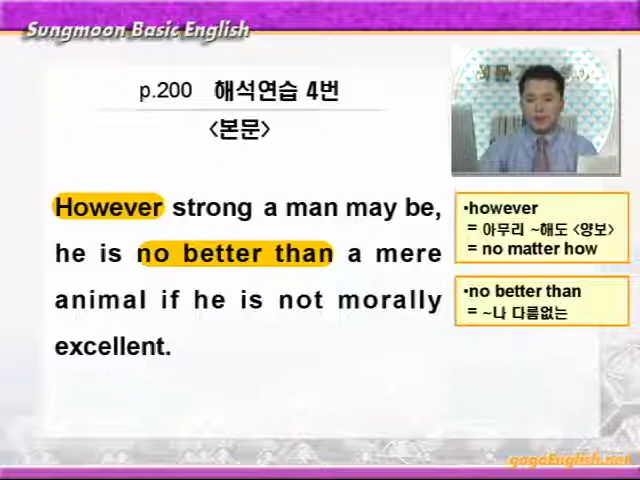 Sungmoon Basic English
p.200 해석연습 4번
<본문>
However strong a man may be,
he is no better than a mere
animal if he is not morally
excellent.
•however
= 아무리 ~해도 <양보>
= no matter how
•no better than
= ~나 다름없는
gogoEnglish.net